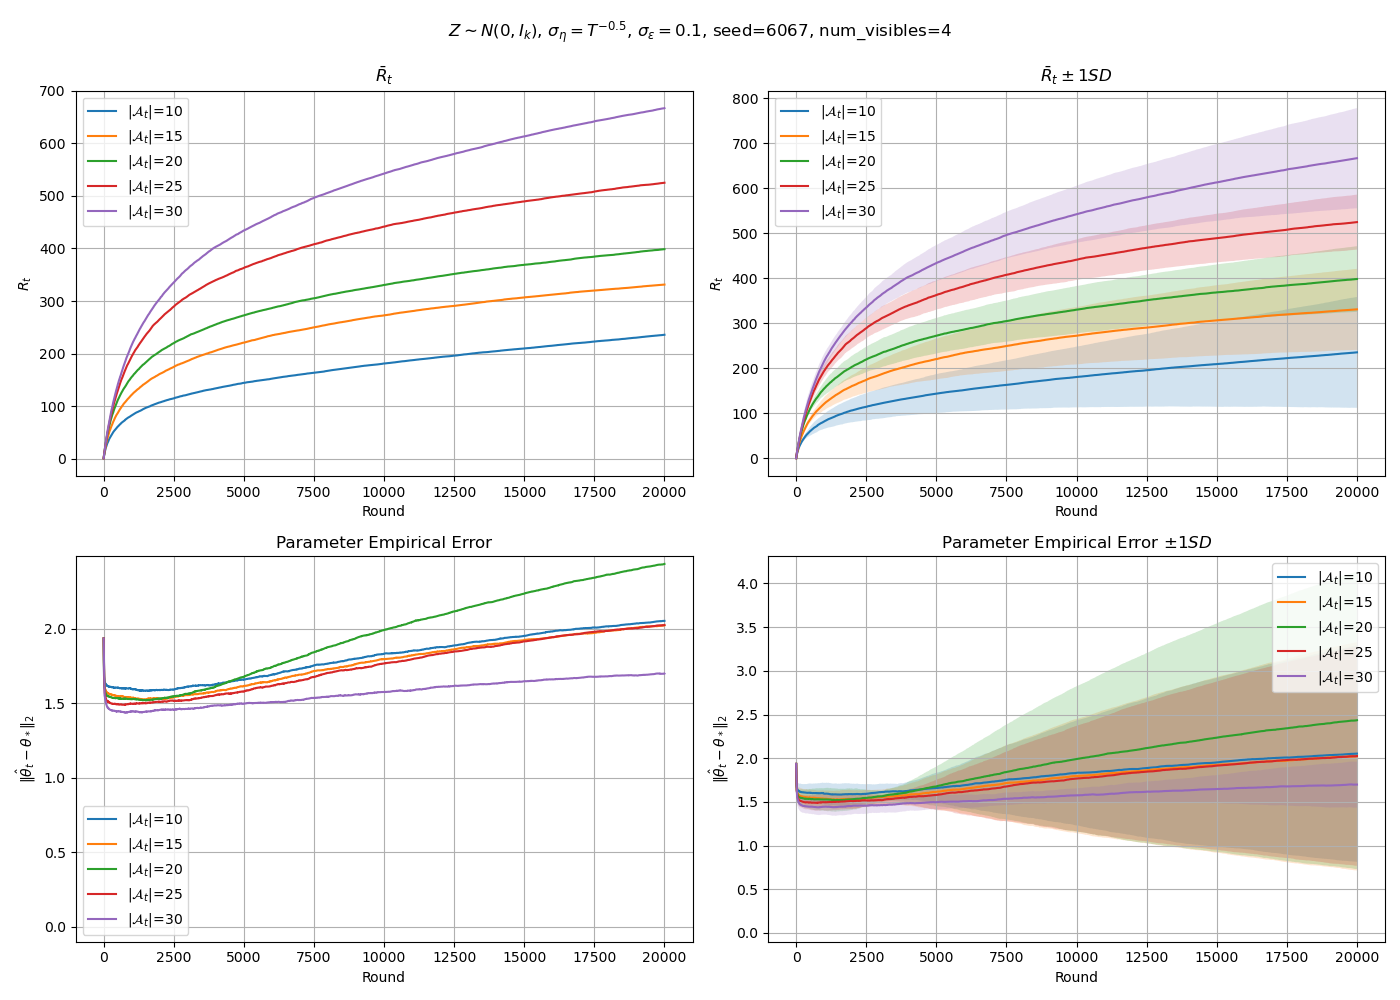 Z ∼ N(0, I_k), σ_η = T^{−0.5}, σ_ε = 0.1, seed=6067, num_visibles=4
R̄_t
R_t
700
600
500
400
300
200
100
0
|𝒜_t|=10
|𝒜_t|=15
|𝒜_t|=20
|𝒜_t|=25
|𝒜_t|=30
0 2500 5000 7500 10000 12500 15000 17500 20000
Round
R̄_t ± 1SD
R_t
800
700
600
500
400
300
200
100
0
|𝒜_t|=10
|𝒜_t|=15
|𝒜_t|=20
|𝒜_t|=25
|𝒜_t|=30
0 2500 5000 7500 10000 12500 15000 17500 20000
Round
Parameter Empirical Error
‖θ̂_t − θ_*‖_2
2.0
1.5
1.0
0.5
0.0
|𝒜_t|=10
|𝒜_t|=15
|𝒜_t|=20
|𝒜_t|=25
|𝒜_t|=30
0 2500 5000 7500 10000 12500 15000 17500 20000
Round
Parameter Empirical Error ±1SD
‖θ̂_t − θ_*‖_2
4.0
3.5
3.0
2.5
2.0
1.5
1.0
0.5
0.0
|𝒜_t|=10
|𝒜_t|=15
|𝒜_t|=20
|𝒜_t|=25
|𝒜_t|=30
0 2500 5000 7500 10000 12500 15000 17500 20000
Round